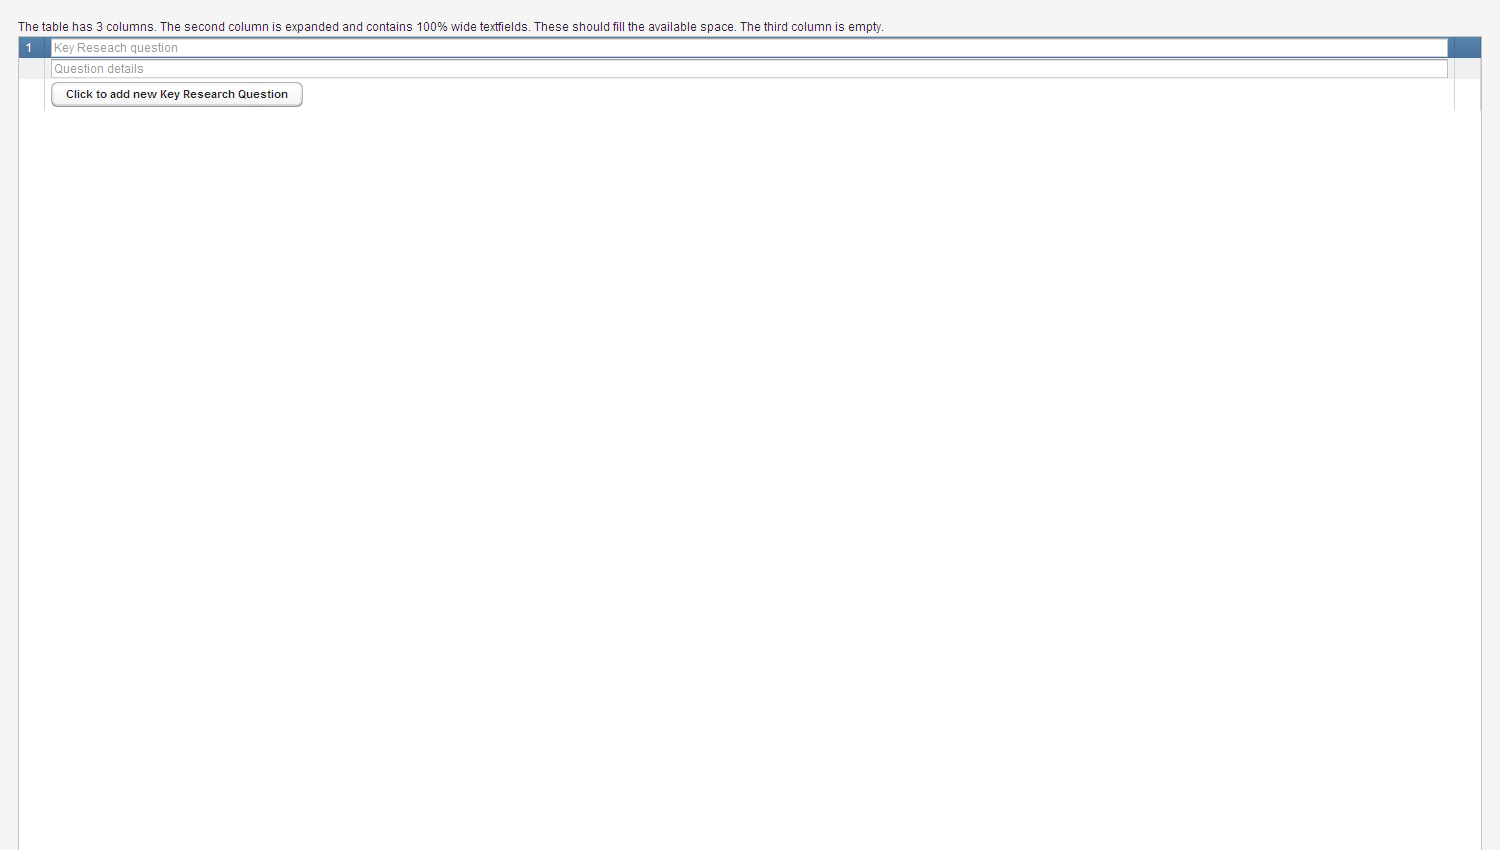 The table has 3 columns. The second column is expanded and contains 100% wide textfields. These should fill the available space. The third column is empty.
1 Key Reseach question
Question details
Click to add new Key Research Question